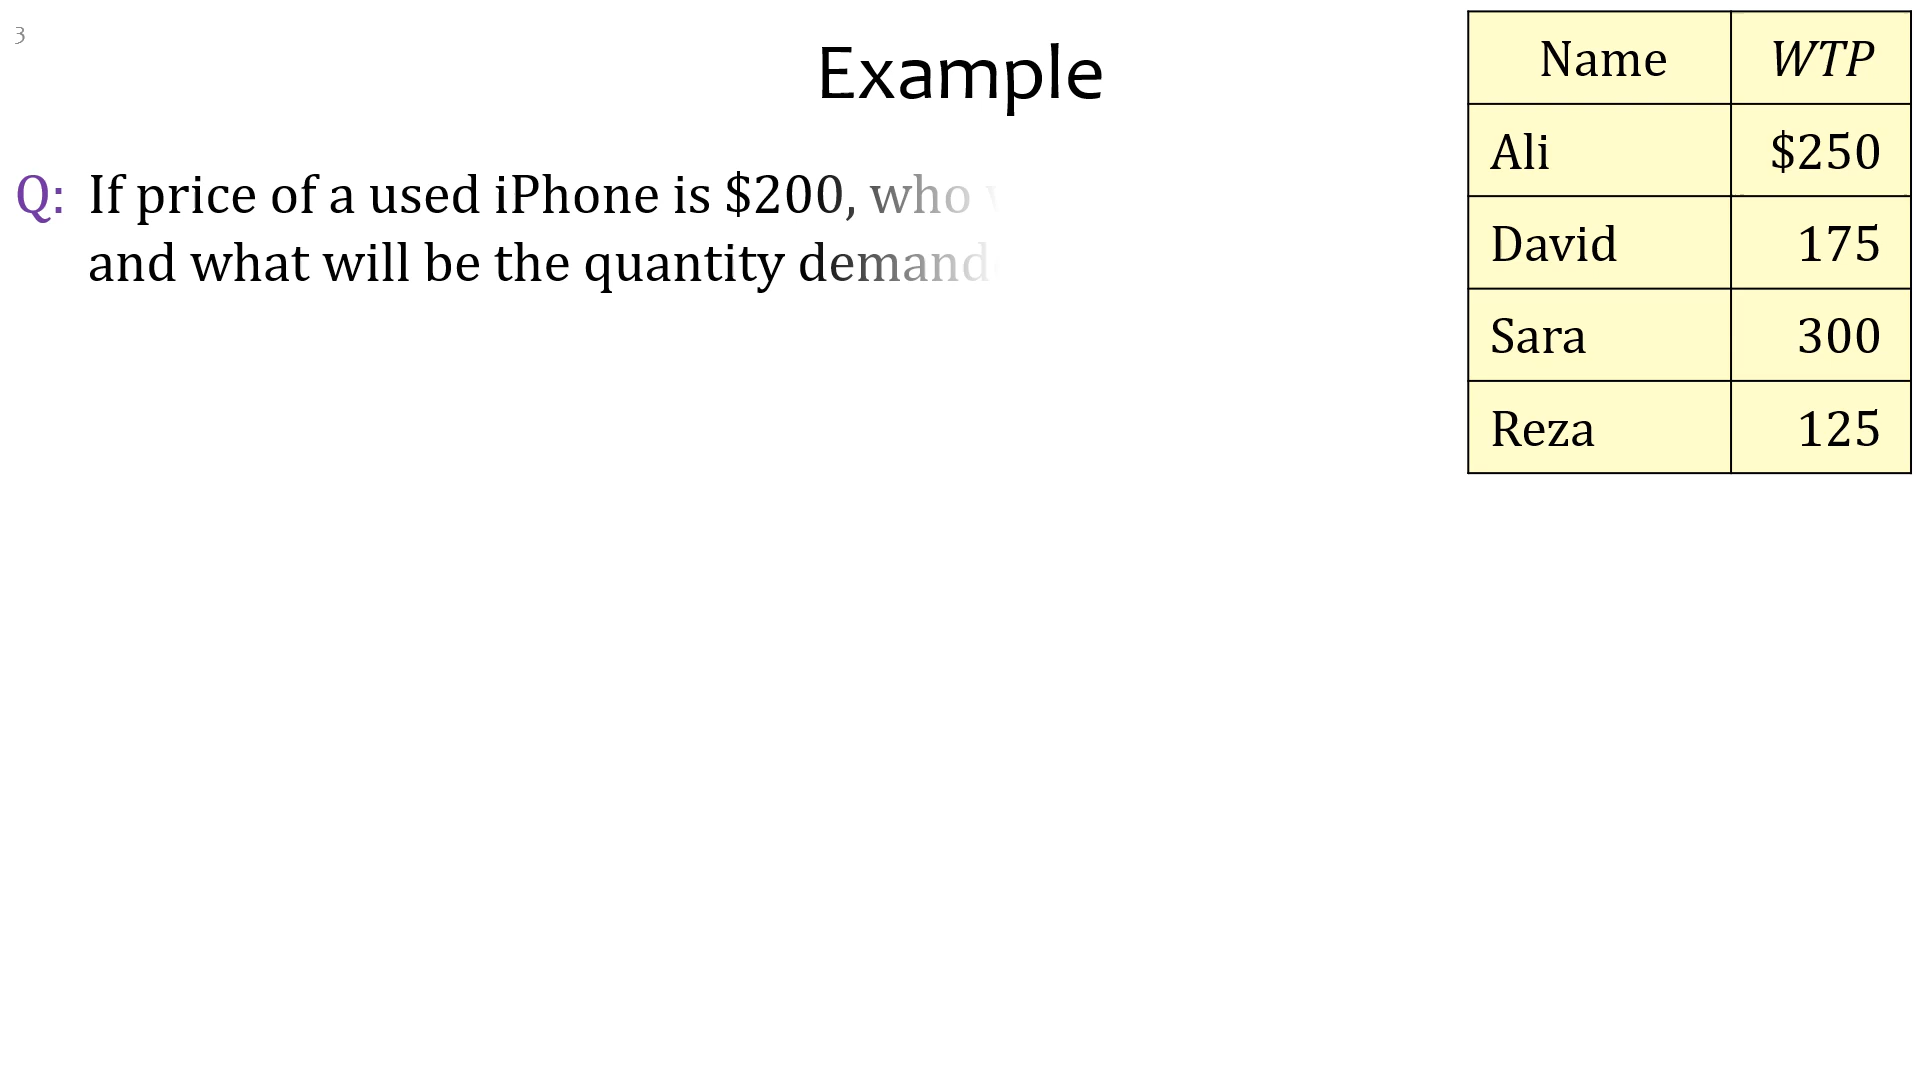 3
Example
Q: If price of a used iPhone is $200, who
and what will be the quantity
Name WTP
Ali $250
David 175
Sara 300
Reza 125